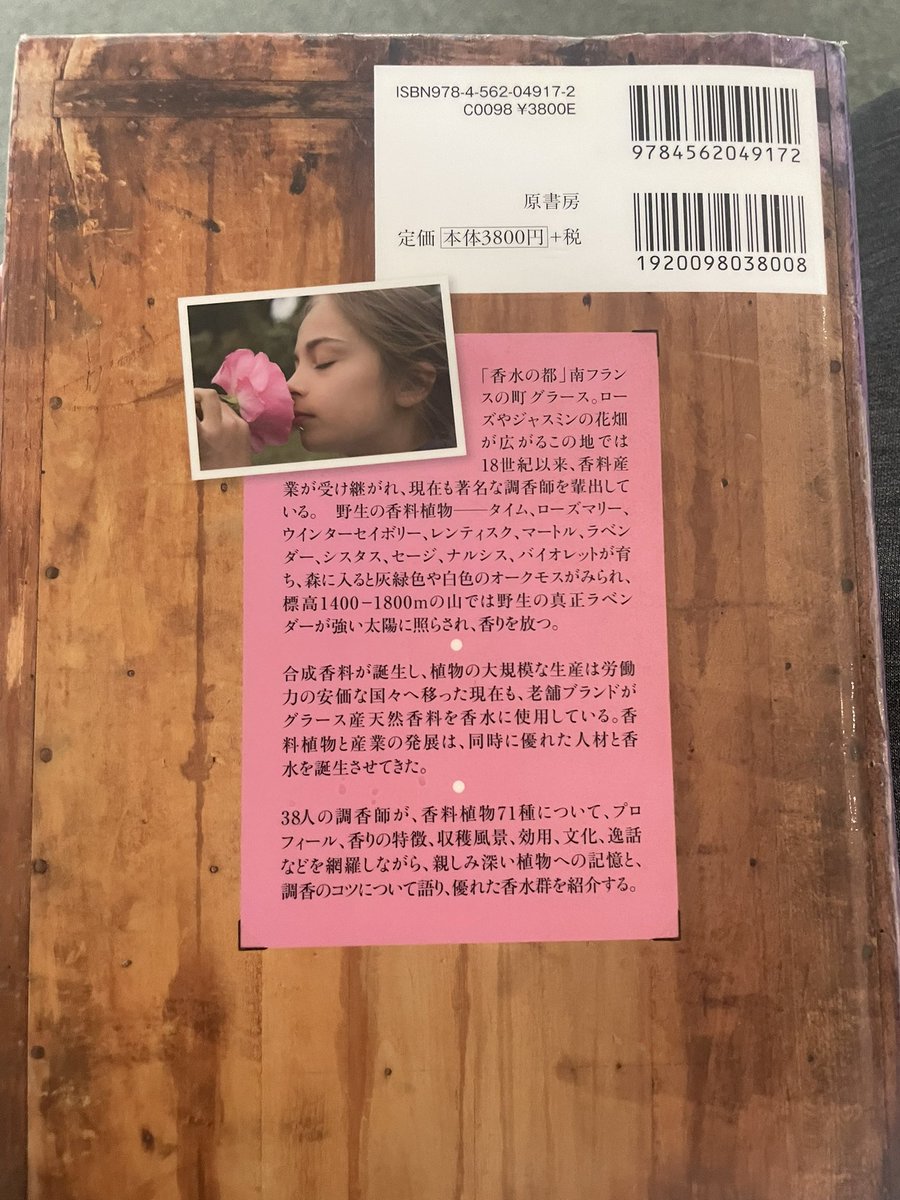 ISBN978-4-562-04917-2
C0098 ¥3800E
9784562049172
原書房
定価 本体3800円+税
1920098038008
「香水の都」南フラン
スの町グラース。ロー
ズやジャスミンの花畑
が広がるこの地では
18世紀以来、香料産
業が受け継がれ、現在も著名な調香師を輩出して
いる。 野生の香料植物──タイム、ローズマリー、
ウインターセイボリー、レンティスク、マートル、ラベン
ダー、シスタス、セージ、ナルシス、バイオレットが育
ち、森に入ると灰緑色や白色のオークモスがみられ、
標高1400−1800mの山では野生の真正ラベン
ダーが強い太陽に照らされ、香りを放つ。
合成香料が誕生し、植物の大規模な生産は労働
力の安価な国々へ移った現在も、老舗ブランドが
グラース産天然香料を香水に使用している。香
料植物と産業の発展は、同時に優れた人材と香
水を誕生させてきた。
38人の調香師が、香料植物71種について、プロ
フィール、香りの特徴、収穫風景、効用、文化、逸話
などを網羅しながら、親しみ深い植物への記憶と、
調香のコツについて語り、優れた香水群を紹介する。